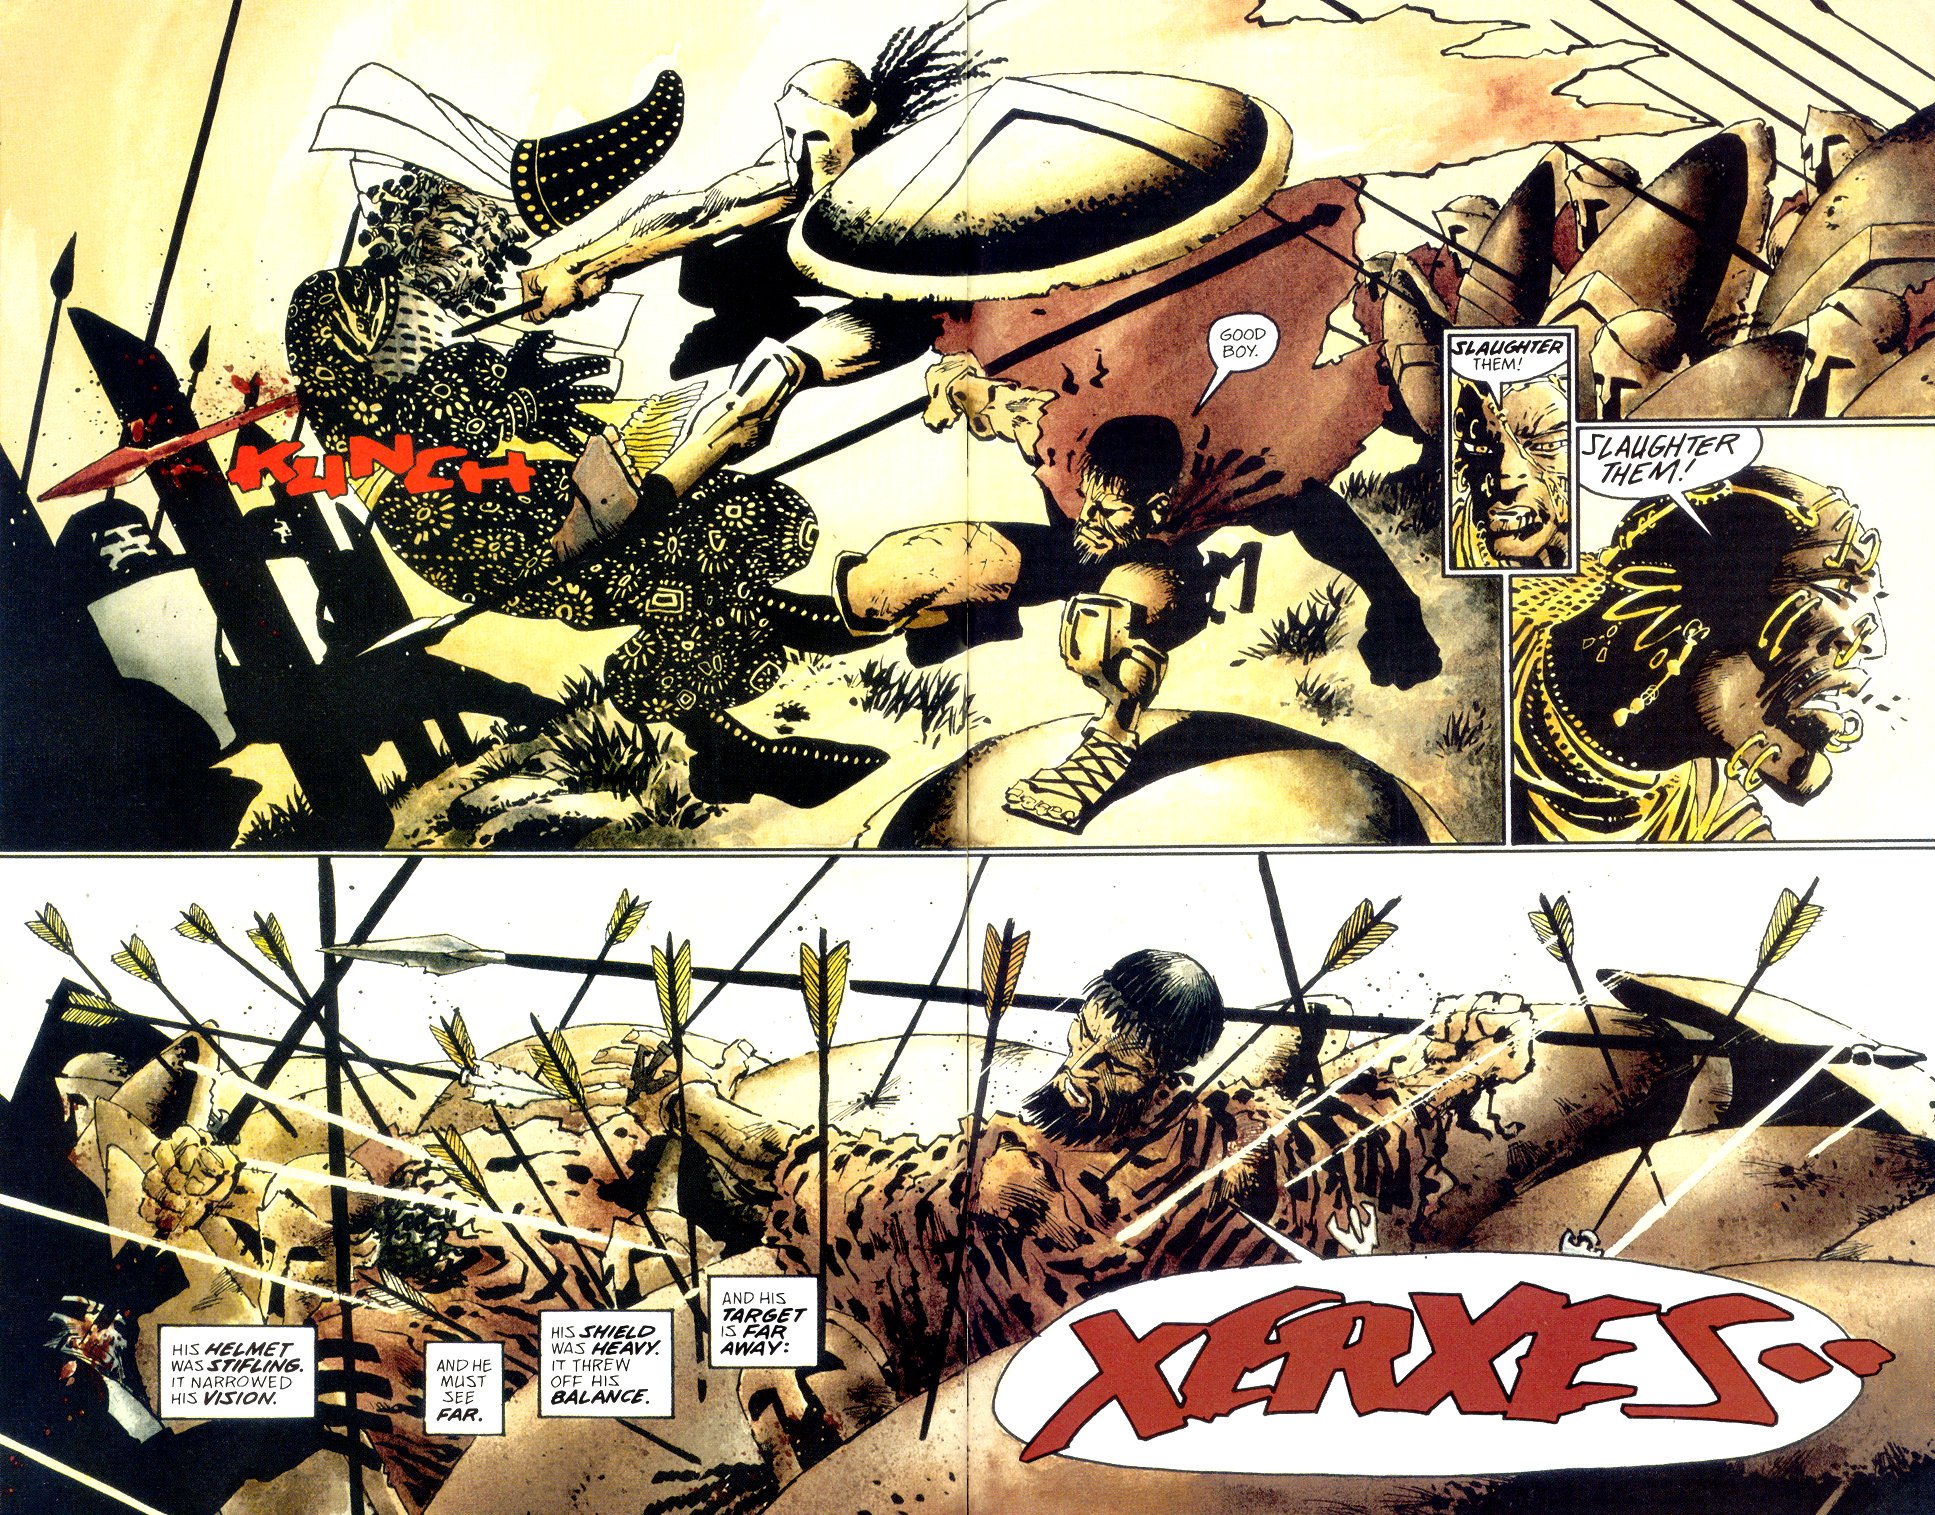 KUNCH
GOOD
BOY.
SLAUGHTER
THEM!
SLAUGHTER
THEM!
HIS HELMET
WAS STIFLING.
IT NARROWED
HIS VISION.
AND HE
MUST
SEE
FAR.
HIS SHIELD
WAS HEAVY.
IT THREW
OFF HIS
BALANCE.
AND HIS
TARGET
IS FAR
AWAY:
XERXES--